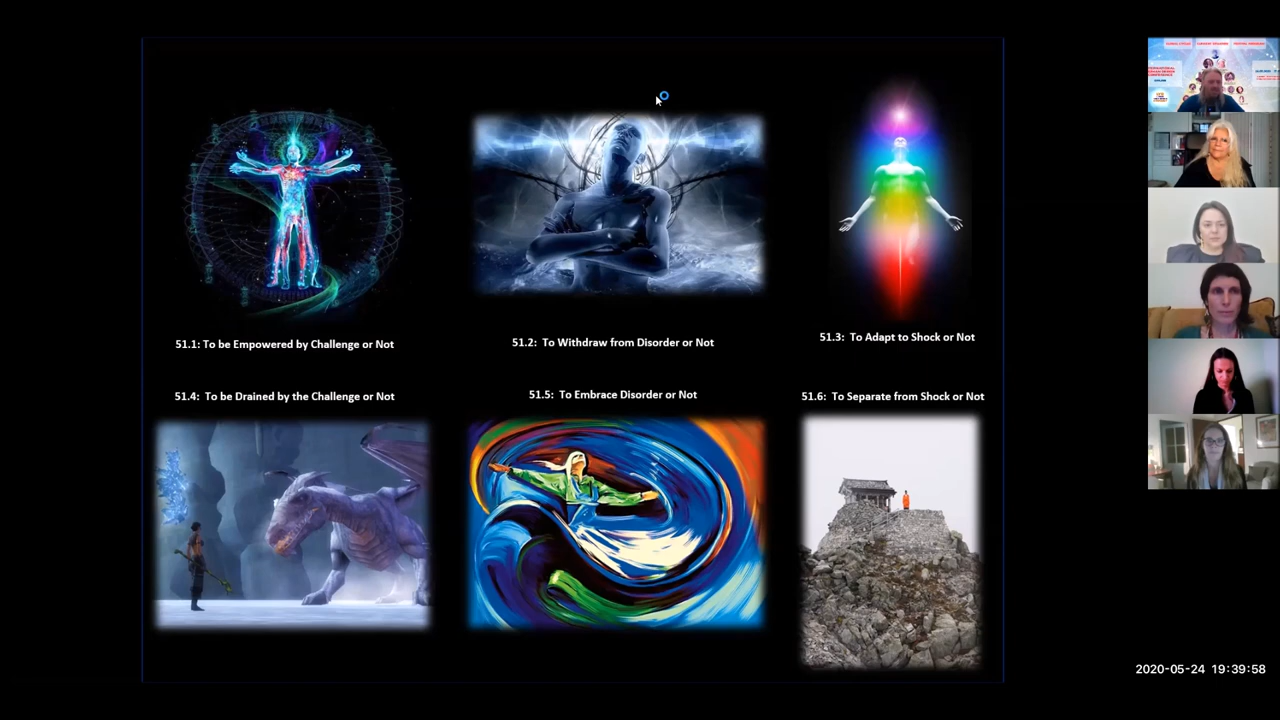 51.1: To be Empowered by Challenge or Not
51.2: To Withdraw from Disorder or Not
51.3: To Adapt to Shock or Not
51.4: To be Drained by the Challenge or Not
51.5: To Embrace Disorder or Not
51.6: To Separate from Shock or Not
2020-05-24 19:39:58